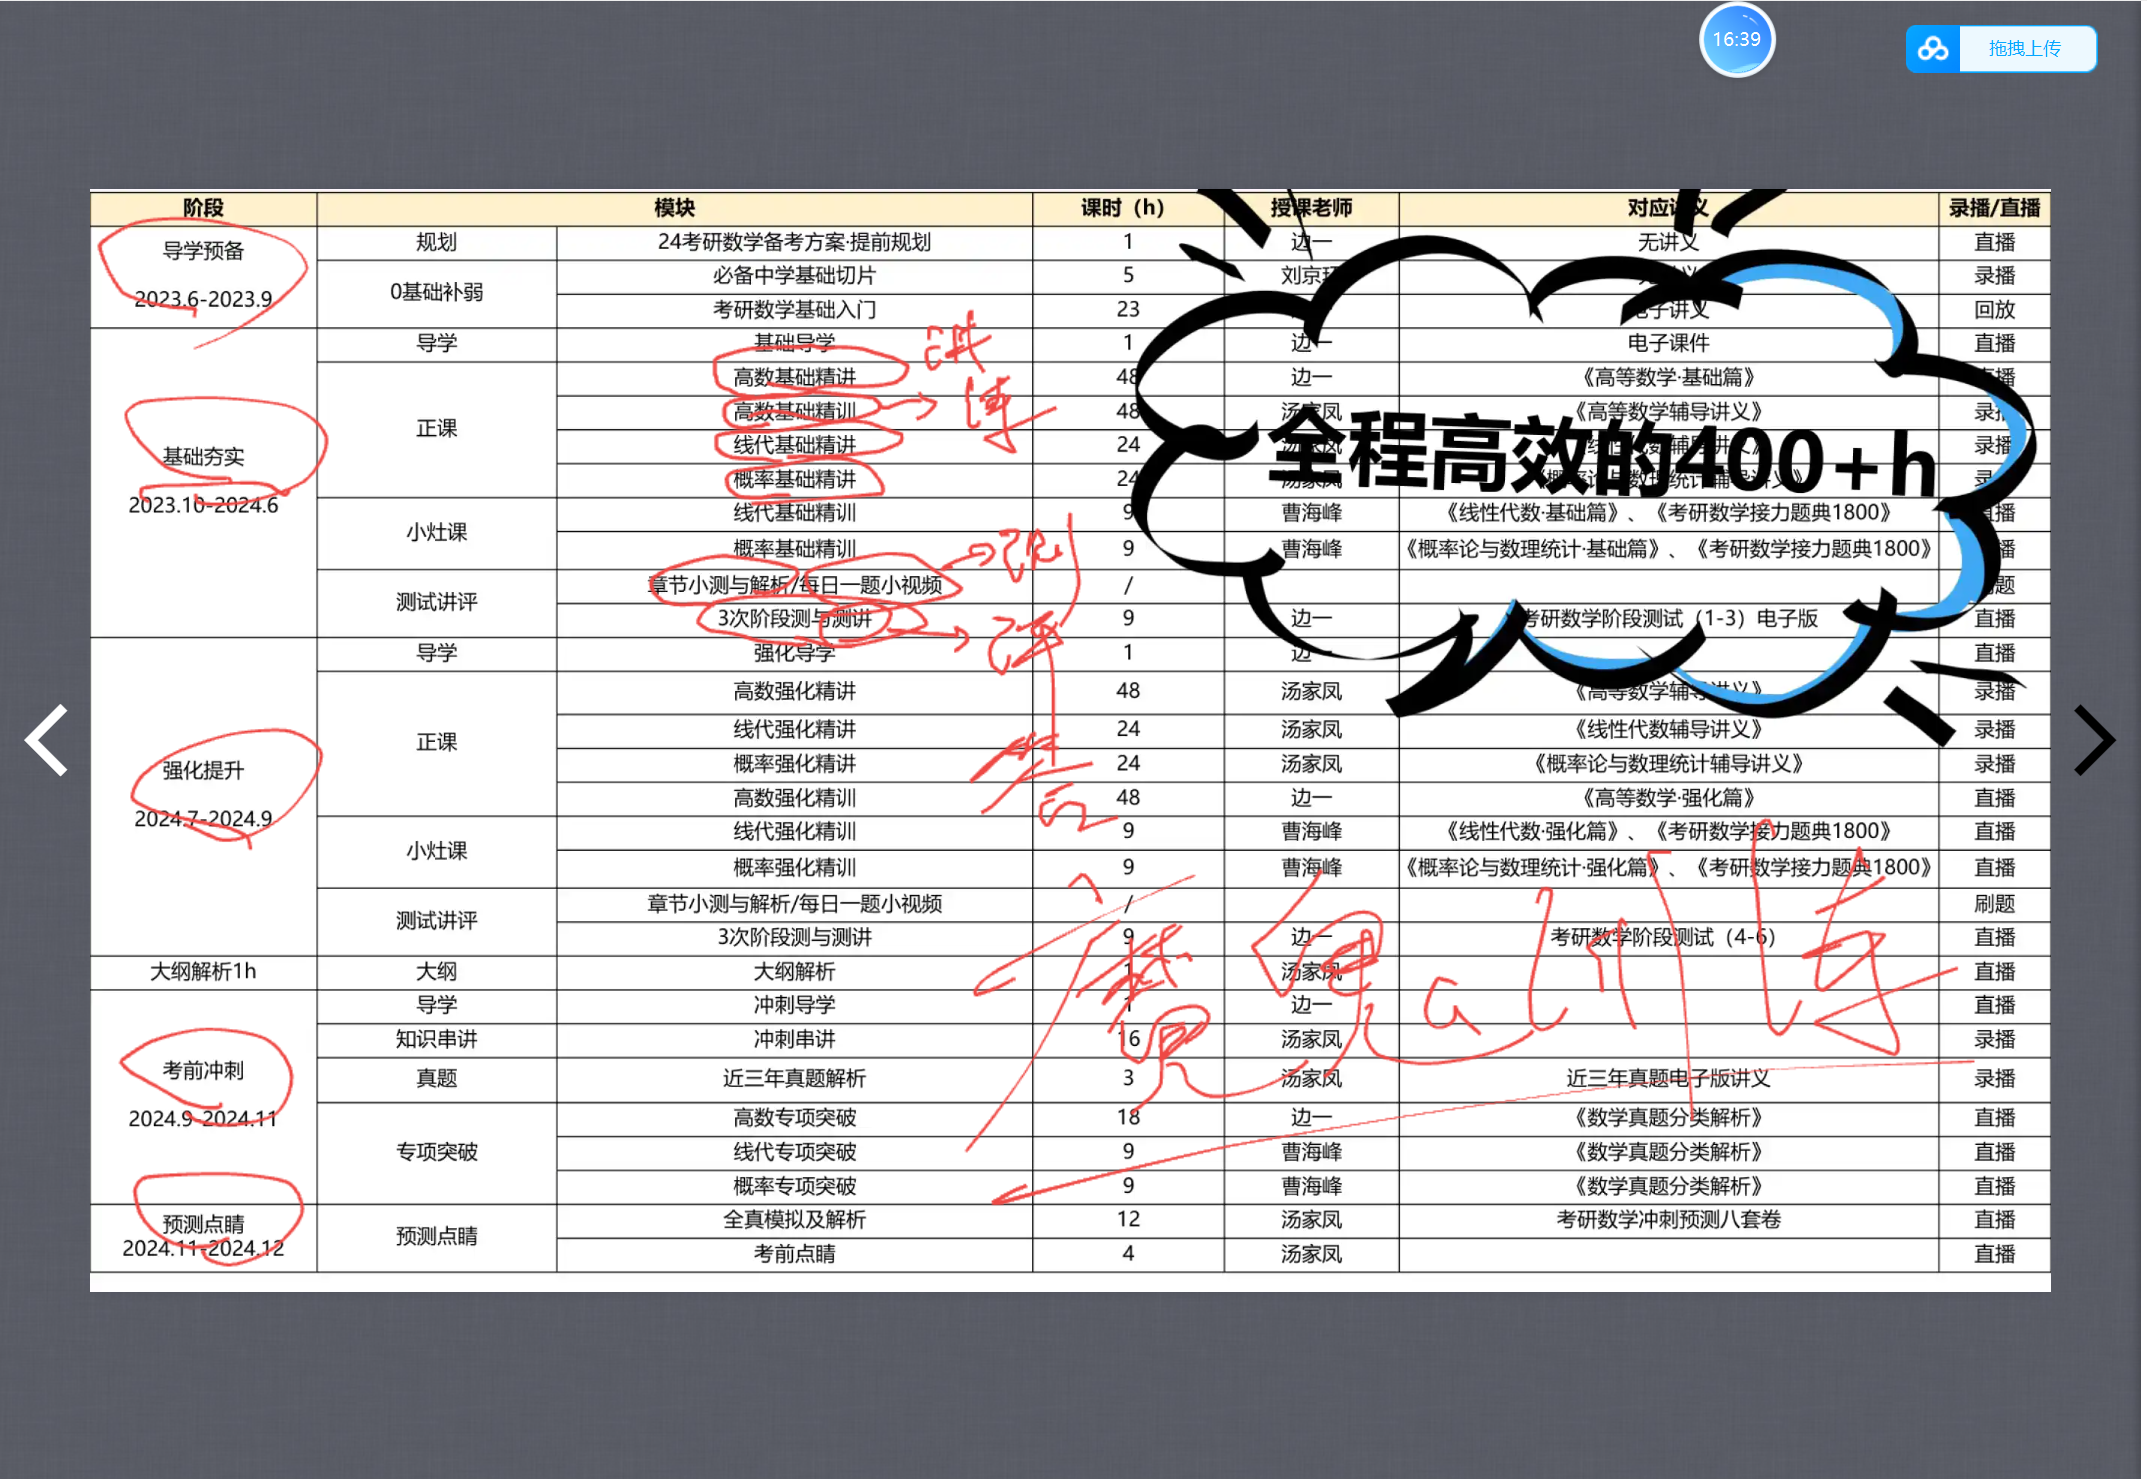 16:39
拖拽上传
阶段 模块 课时（h） 授课老师 对应讲义 录播/直播
导学预备
2023.6-2023.9
规划 24考研数学备考方案·提前规划 1 边一 无讲义 直播
0基础补弱
必备中学基础切片 5 刘京 录播
考研数学基础入门 23 电子讲义 回放
基础夯实
2023.10-2024.6
导学 基础导学 1 边一 电子课件 直播
正课
高数基础精讲 48 边一 《高等数学·基础篇》 播
高数基础精训 48 汤家凤 《高等数学辅导讲义》 录播
线代基础精讲 24 汤家凤 录播
概率基础精讲 24 汤家凤 录
全程高效的400+h
小灶课
线代基础精训 9 曹海峰 《线性代数·基础篇》、《考研数学接力题典1800》 直播
概率基础精训 9 曹海峰 《概率论与数理统计·基础篇》、《考研数学接力题典1800》 播
测试讲评
章节小测与解析/每日一题小视频 / 题
3次阶段测与测讲 9 边一 考研数学阶段测试（1-3）电子版 直播
讲
练
测
评
答
强化提升
2024.7-2024.9
导学 强化导学 1 边一 直播
正课
高数强化精讲 48 汤家凤 《高等数学辅导讲义》 录播
线代强化精讲 24 汤家凤 《线性代数辅导讲义》 录播
概率强化精讲 24 汤家凤 《概率论与数理统计辅导讲义》 录播
高数强化精训 48 边一 《高等数学·强化篇》 直播
小灶课
线代强化精训 9 曹海峰 《线性代数·强化篇》、《考研数学接力题典1800》 直播
概率强化精训 9 曹海峰 《概率论与数理统计·强化篇》、《考研数学接力题典1800》 直播
测试讲评
章节小测与解析/每日一题小视频 / 刷题
3次阶段测与测讲 9 边一 考研数学阶段测试（4-6） 直播
大纲解析1h 大纲 大纲解析 1 汤家凤 直播
考前冲刺
2024.9-2024.11
导学 冲刺导学 1 边一 直播
知识串讲 冲刺串讲 16 汤家凤 录播
真题 近三年真题解析 3 汤家凤 近三年真题电子版讲义 录播
专项突破
高数专项突破 18 边一 《数学真题分类解析》 直播
线代专项突破 9 曹海峰 《数学真题分类解析》 直播
概率专项突破 9 曹海峰 《数学真题分类解析》 直播
预测点睛
2024.11-2024.12
预测点睛
全真模拟及解析 12 汤家凤 考研数学冲刺预测八套卷 直播
考前点睛 4 汤家凤 直播